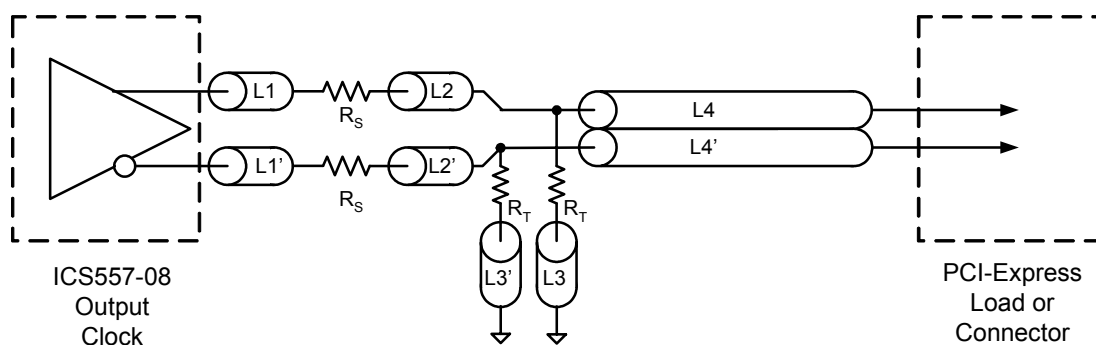 L1
R_S
L2
L4
L1'
R_S
L2'
L4'
R_T
R_T
L3'
L3
ICS557-08
Output
Clock
PCI-Express
Load or
Connector